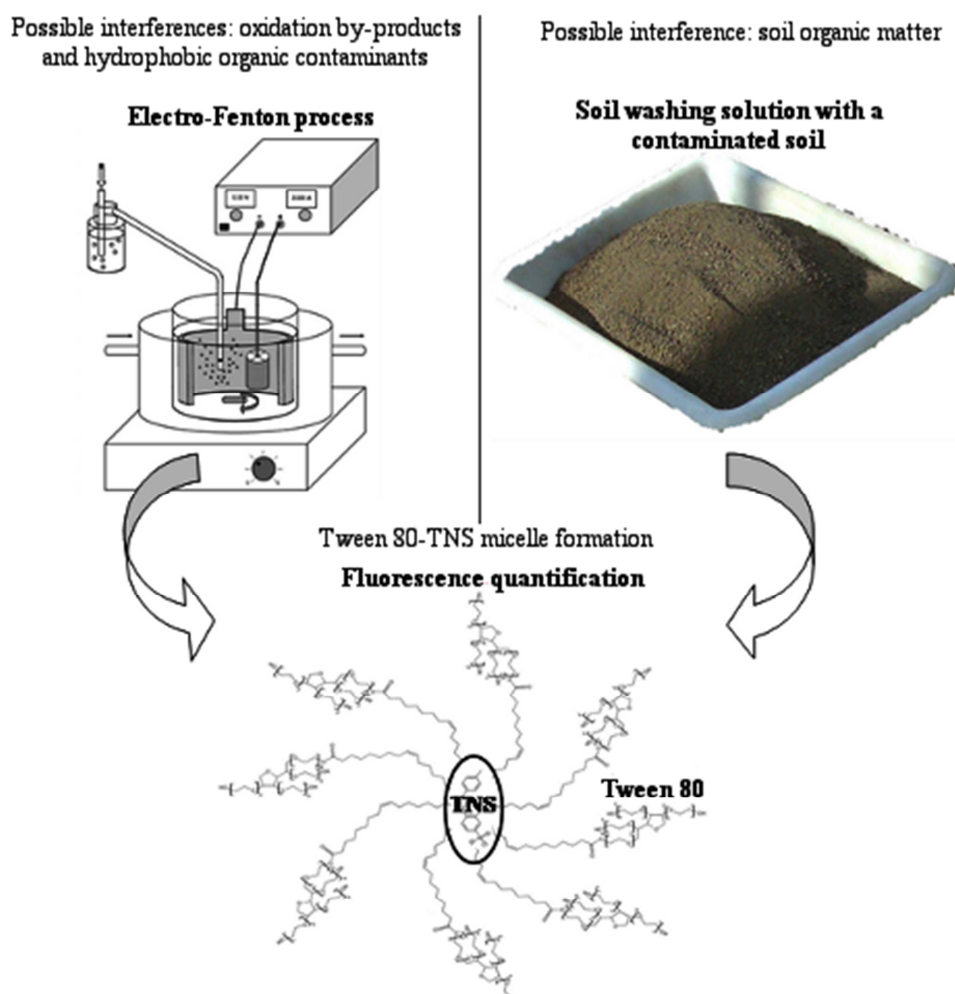 Possible interferences: oxidation by-products
and hydrophobic organic contaminants
Electro-Fenton process
Possible interference: soil organic matter
Soil washing solution with a
contaminated soil
Tween 80-TNS micelle formation
Fluorescence quantification
TNS
Tween 80